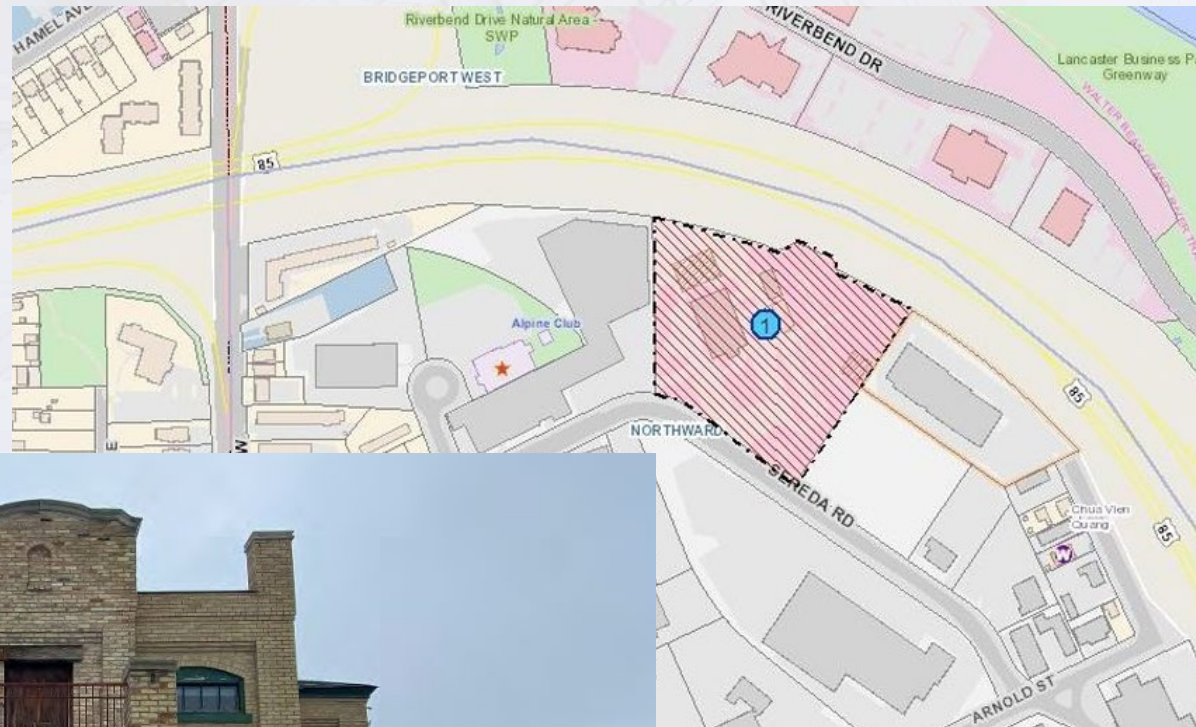 HAMEL AVE
Riverbend Drive Natural Area -
SWP
RIVERBEND DR
BRIDGEPORT WEST
Lancaster Business Pa
Greenway
85
Alpine Club
1
NORTHWARD
SEREDA RD
85
E
W
Chua Vien
Quang
85
ARNOLD ST